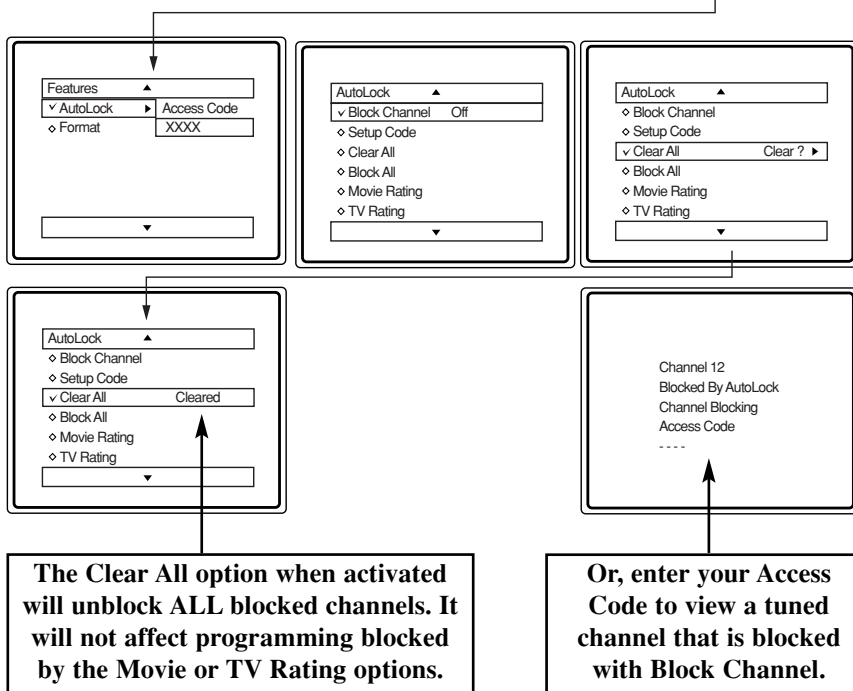 Features ▲
✓ AutoLock ▶ Access Code
◇ Format XXXX
▼
AutoLock ▲
✓ Block Channel Off
◇ Setup Code
◇ Clear All
◇ Block All
◇ Movie Rating
◇ TV Rating
▼
AutoLock ▲
◇ Block Channel
◇ Setup Code
✓ Clear All Clear ? ▶
◇ Block All
◇ Movie Rating
◇ TV Rating
▼
AutoLock ▲
◇ Block Channel
◇ Setup Code
✓ Clear All Cleared
◇ Block All
◇ Movie Rating
◇ TV Rating
▼
Channel 12
Blocked By AutoLock
Channel Blocking
Access Code
- - - -
The Clear All option when activated
will unblock ALL blocked channels. It
will not affect programming blocked
by the Movie or TV Rating options.
Or, enter your Access
Code to view a tuned
channel that is blocked
with Block Channel.